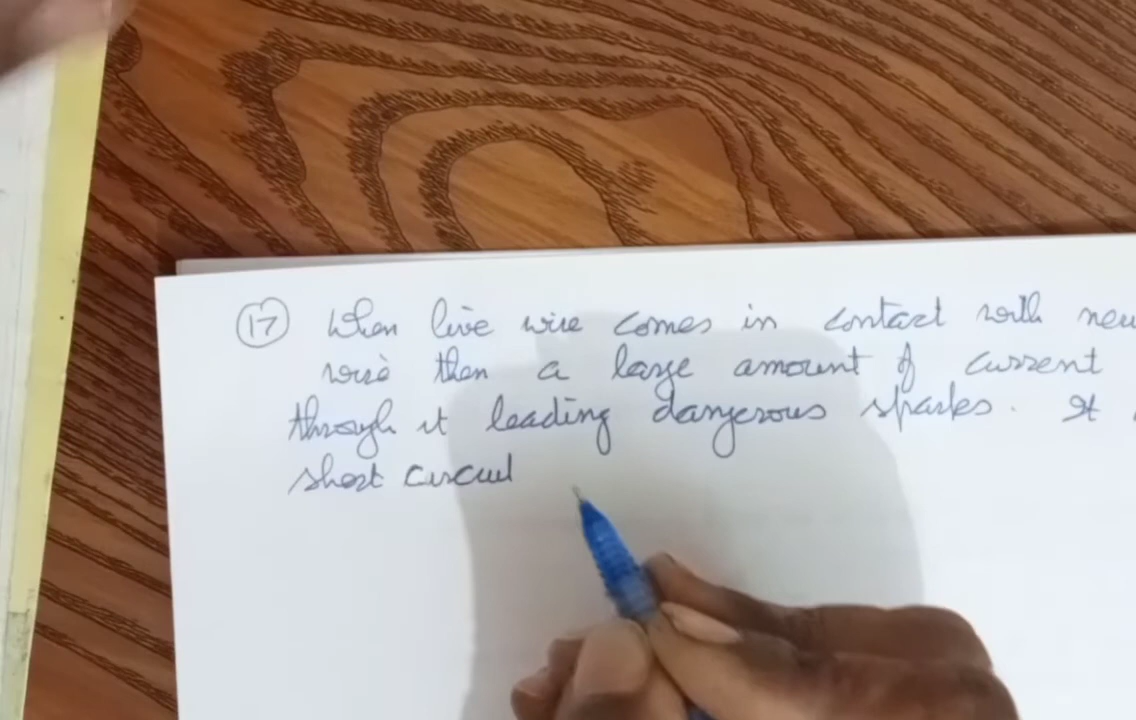 17 When live wire comes in contact with neu
wire then a large amount of current
through it leading dangerous sparks. It
short circuit